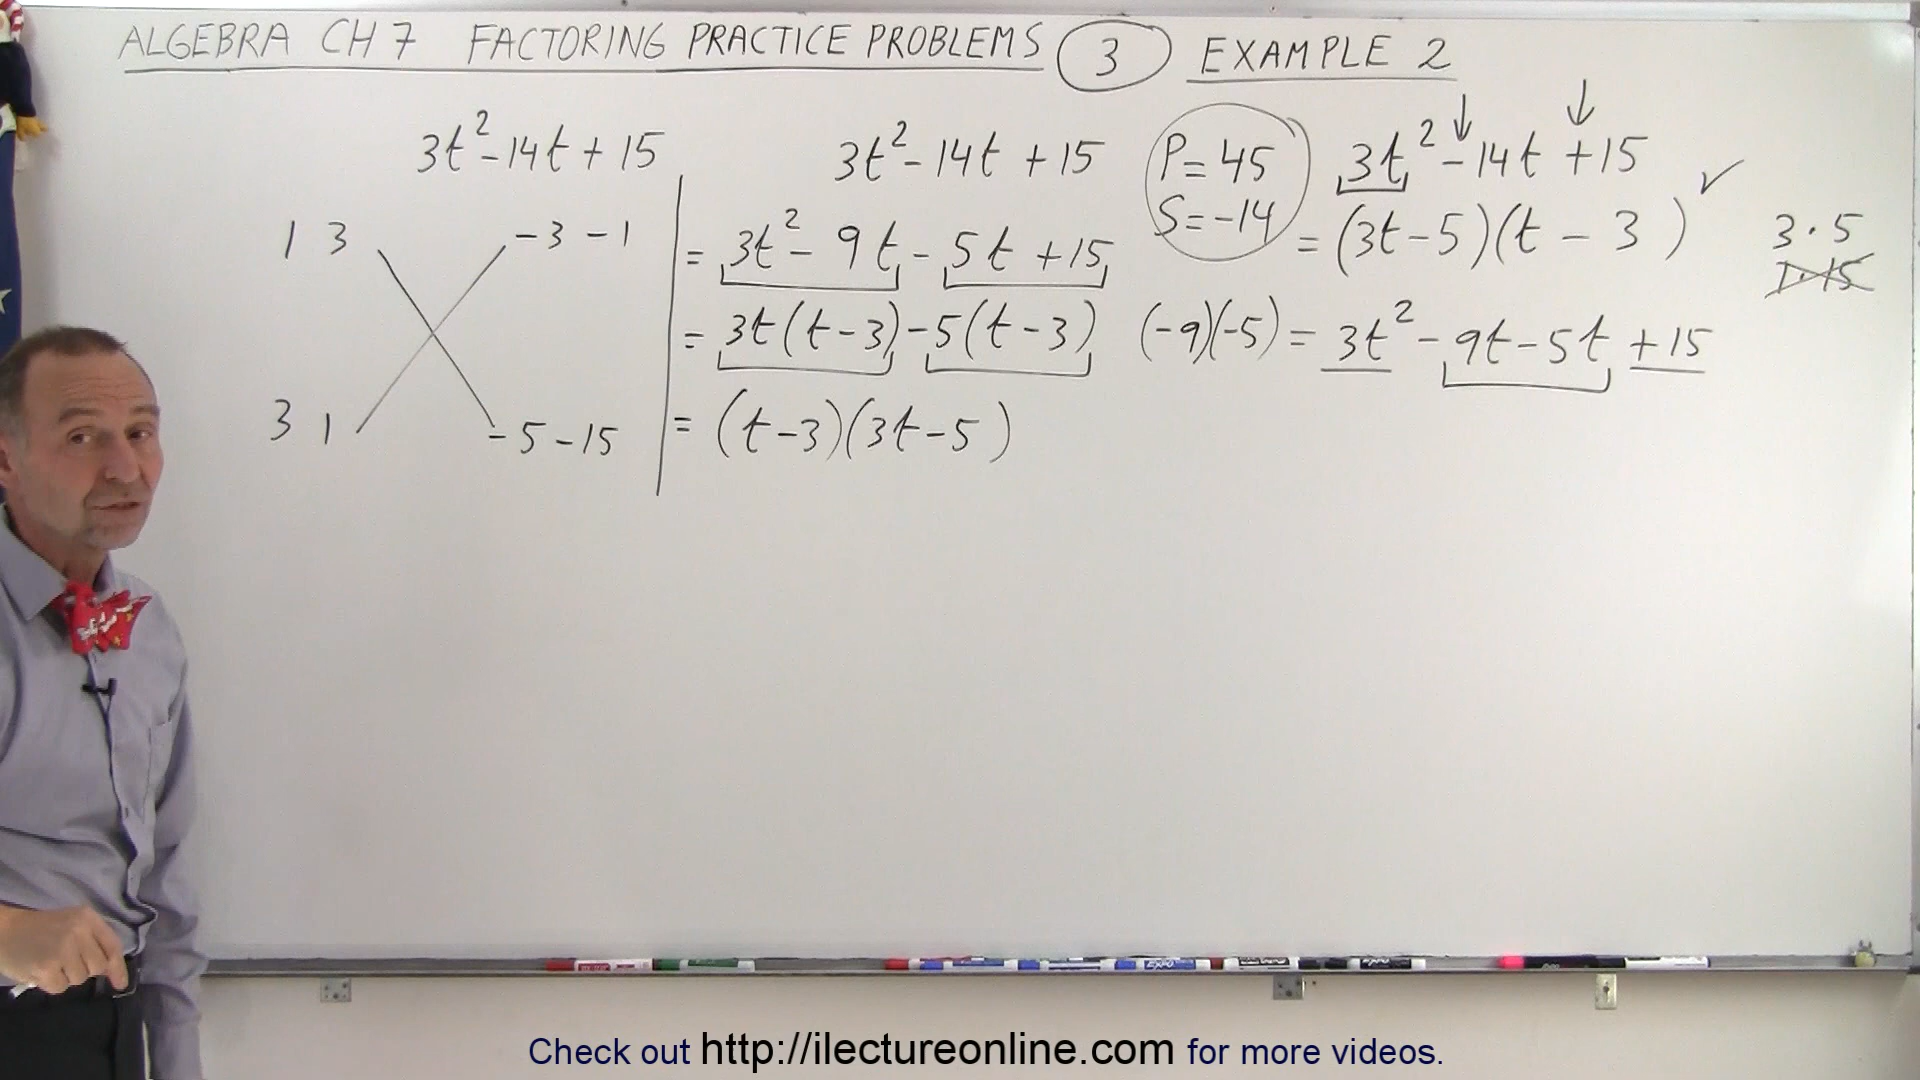 ALGEBRA CH 7 FACTORING PRACTICE PROBLEMS 3 EXAMPLE 2
3t² - 14t + 15
1 3 -3 -1
3 1 -5 -15
3t² - 14t + 15
= 3t² - 9t - 5t + 15
= 3t(t - 3) - 5(t - 3)
= (t - 3)(3t - 5)
P = 45
S = -14
(-9)(-5)
3t² - 14t + 15
= (3t - 5)(t - 3) ✓
= 3t² - 9t - 5t + 15
3 · 5
1 · 15
Check out http://ilectureonline.com for more videos.